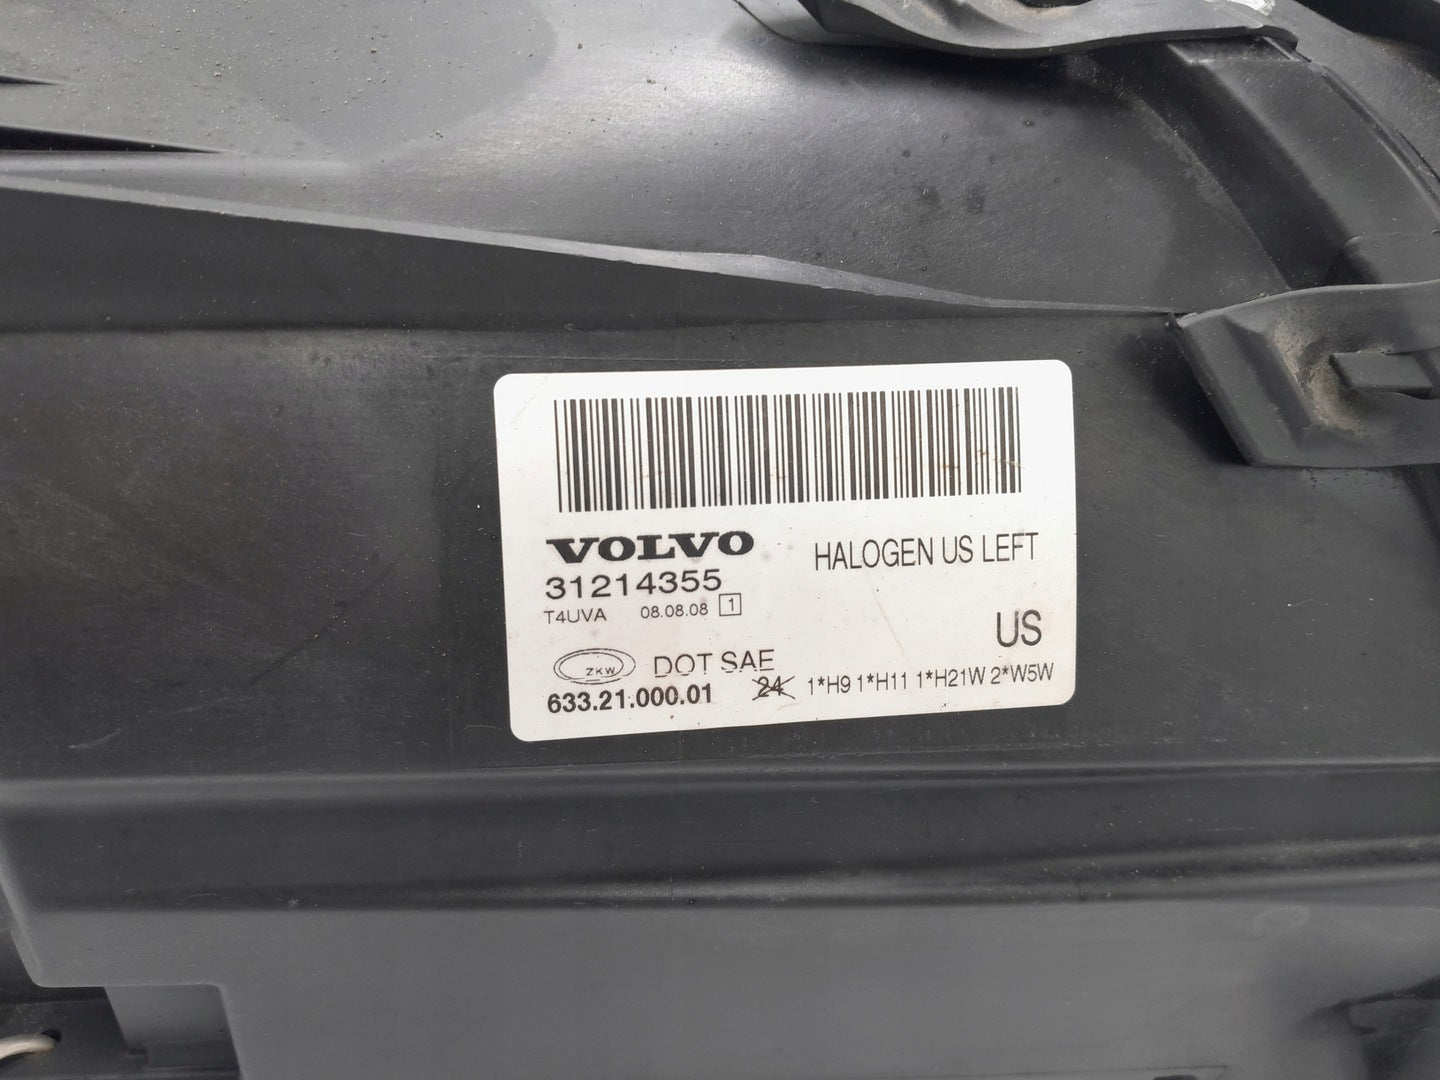 VOLVO
HALOGEN US LEFT
31214355
T4UVA 08.08.08 1
US
ZKW DOT SAE
633.21.000.01 24 1*H9 1*H11 1*H21W 2*W5W